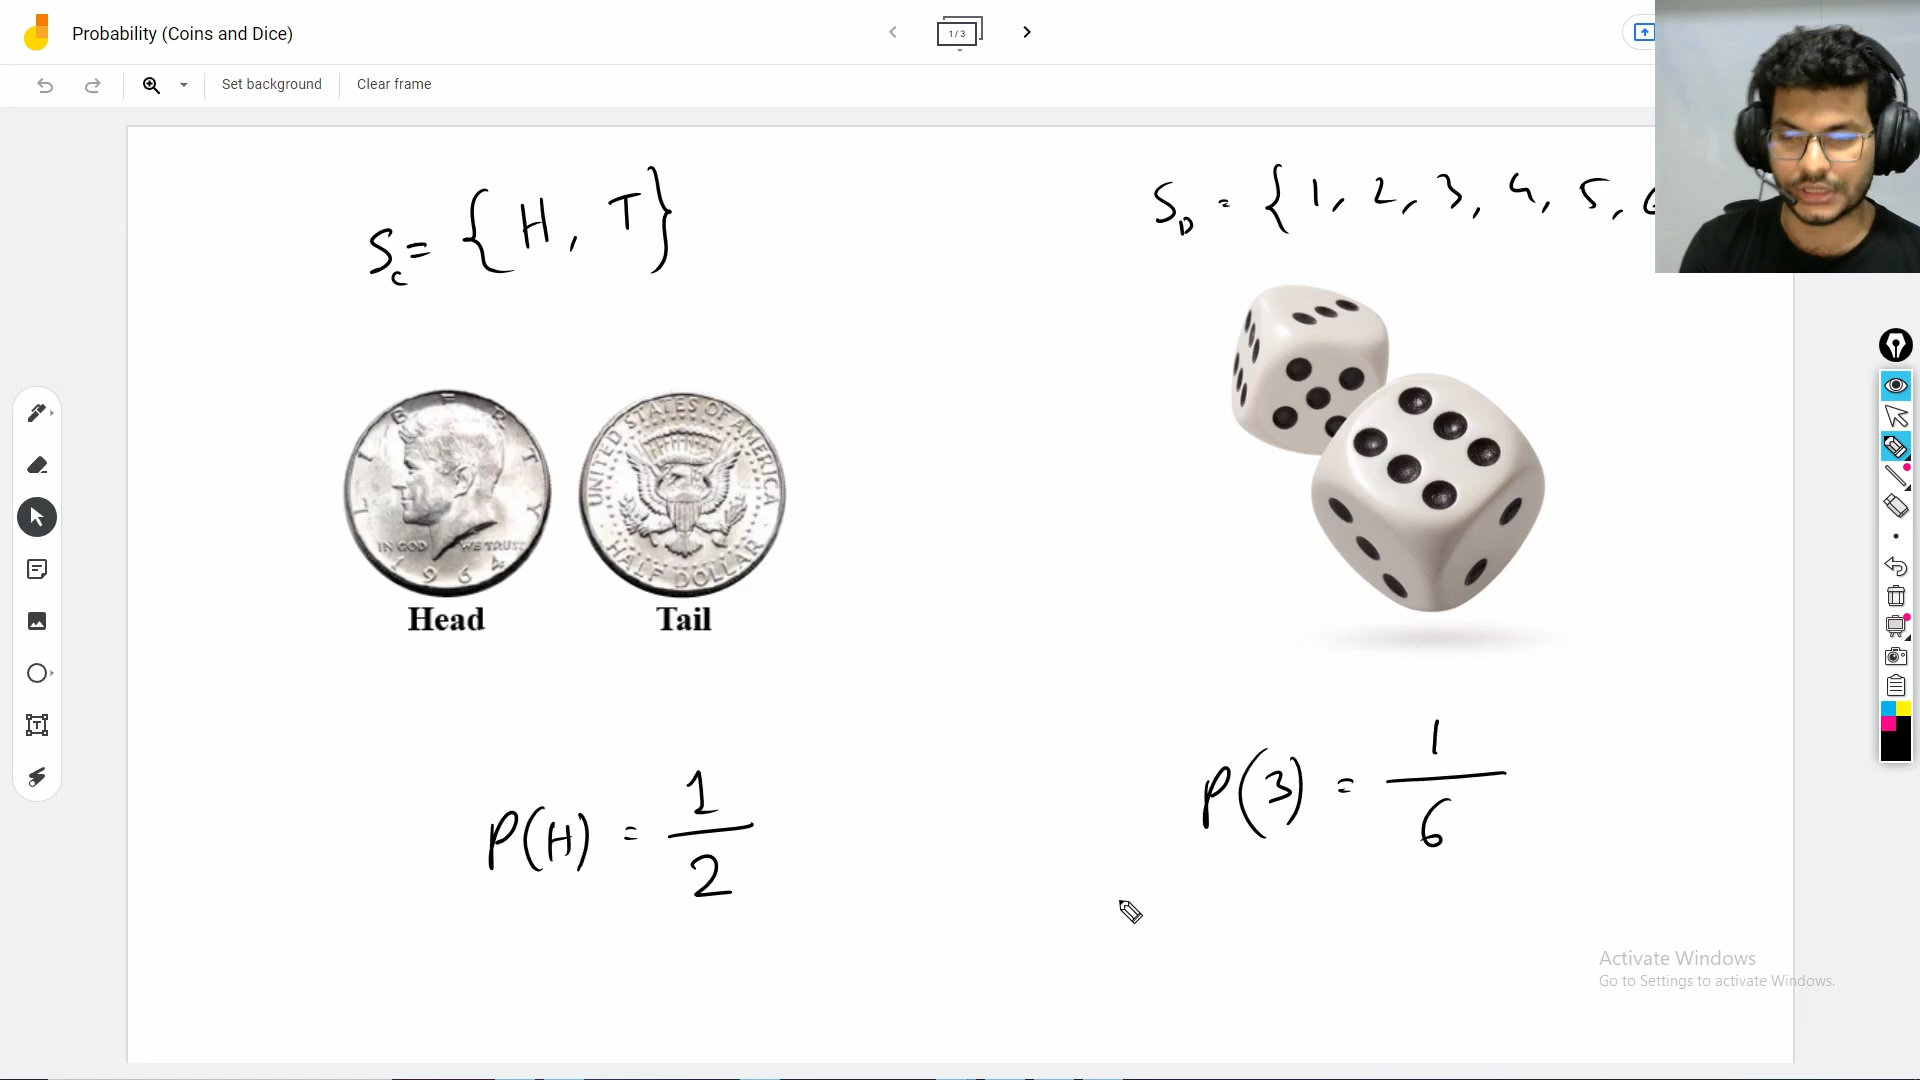 Probability (Coins and Dice)
1 / 3
Set background
Clear frame
S_c = { H, T }
S_D = { 1, 2, 3, 4, 5,
LIBERTY
IN GOD WE TRUST
1964
UNITED STATES OF AMERICA
HALF DOLLAR
Head
Tail
P(H) = 1/2
P(3) = 1/6
Activate Windows
Go to Settings to activate Windows.